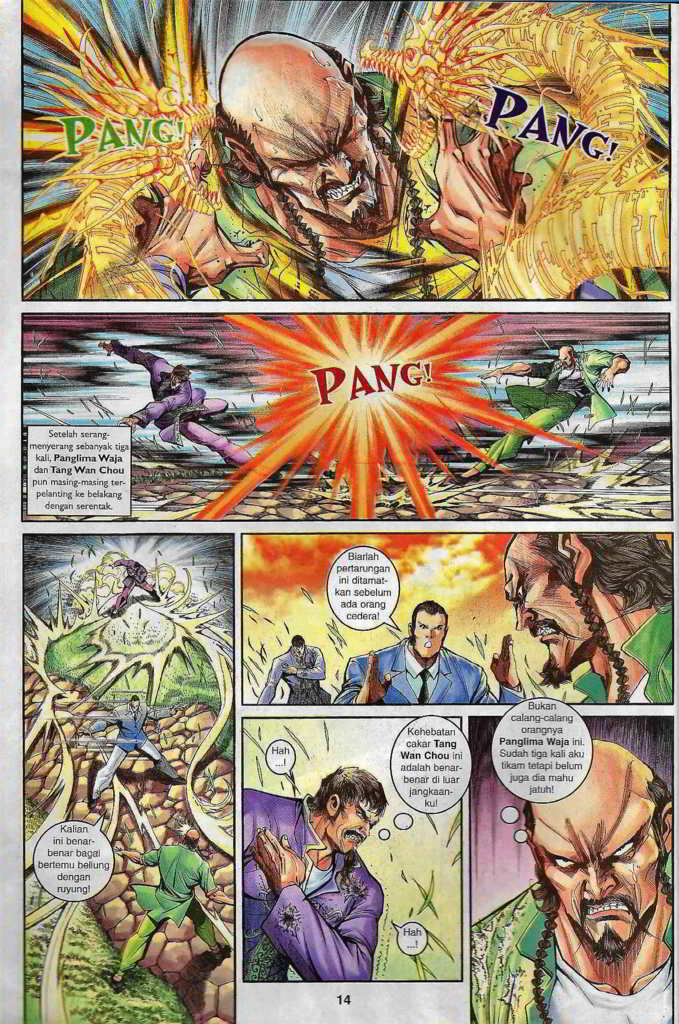 PANG!
PANG!
PANG!
Setelah serang-
menyerang sebanyak tiga
kali, Panglima Waja
dan Tang Wan Chou
pun masing-masing ter-
pelanting ke belakang
dengan serentak.
Kalian
ini benar-
benar bagai
bertemu beliung
dengan
ruyung!
Biarlah
pertarungan
ini ditamat-
kan sebelum
ada orang
cedera!
Hah
...!
Kehebatan
cakar Tang
Wan Chou ini
adalah benar-
benar di luar
jangkaan-
ku!
Hah
...!
Bukan
calang-calang
orangnya
Panglima Waja ini.
Sudah tiga kali aku
tikam tetapi belum
juga dia mahu
jatuh!
14